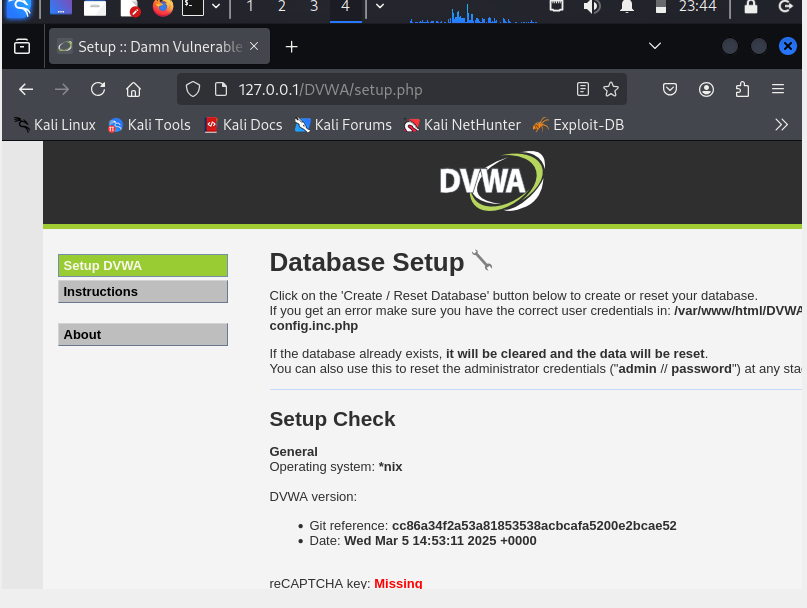 1 2 3 4 23:44
Setup :: Damn Vulnerable
127.0.0.1/DVWA/setup.php
Kali Linux Kali Tools Kali Docs Kali Forums Kali NetHunter Exploit-DB
DVWA
Setup DVWA
Instructions
About
Database Setup
Click on the 'Create / Reset Database' button below to create or reset your database.
If you get an error make sure you have the correct user credentials in: /var/www/html/DVWA
config.inc.php
If the database already exists, it will be cleared and the data will be reset.
You can also use this to reset the administrator credentials ("admin // password") at any sta
Setup Check
General
Operating system: *nix
DVWA version:
• Git reference: cc86a34f2a53a81853538acbcafa5200e2bcae52
• Date: Wed Mar 5 14:53:11 2025 +0000
reCAPTCHA key: Missing